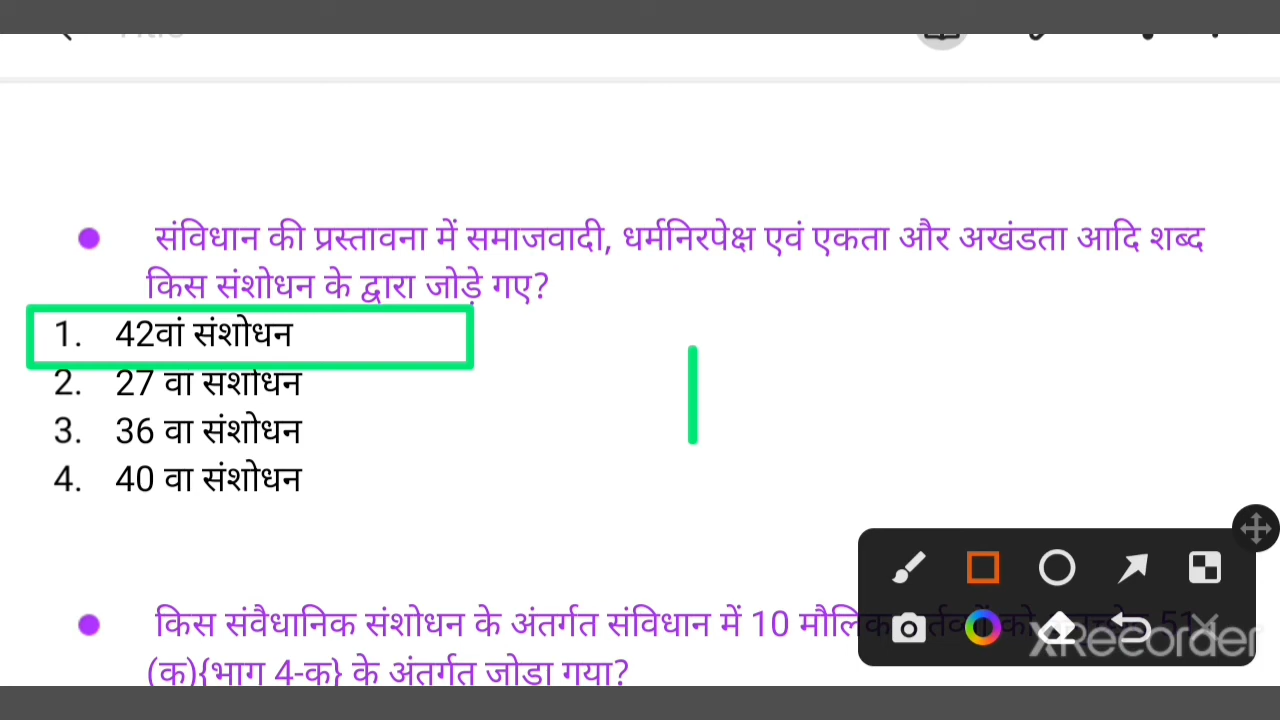 संविधान की प्रस्तावना में समाजवादी, धर्मनिरपेक्ष एवं एकता और अखंडता आदि शब्द
किस संशोधन के द्वारा जोड़े गए?
1. 42वां संशोधन
2. 27 वा संशोधन
3. 36 वा संशोधन
4. 40 वा संशोधन
किस संवैधानिक संशोधन के अंतर्गत संविधान में 10 को 51
(क){भाग 4-क} के अंतर्गत जोड़ा गया?
XRecorder